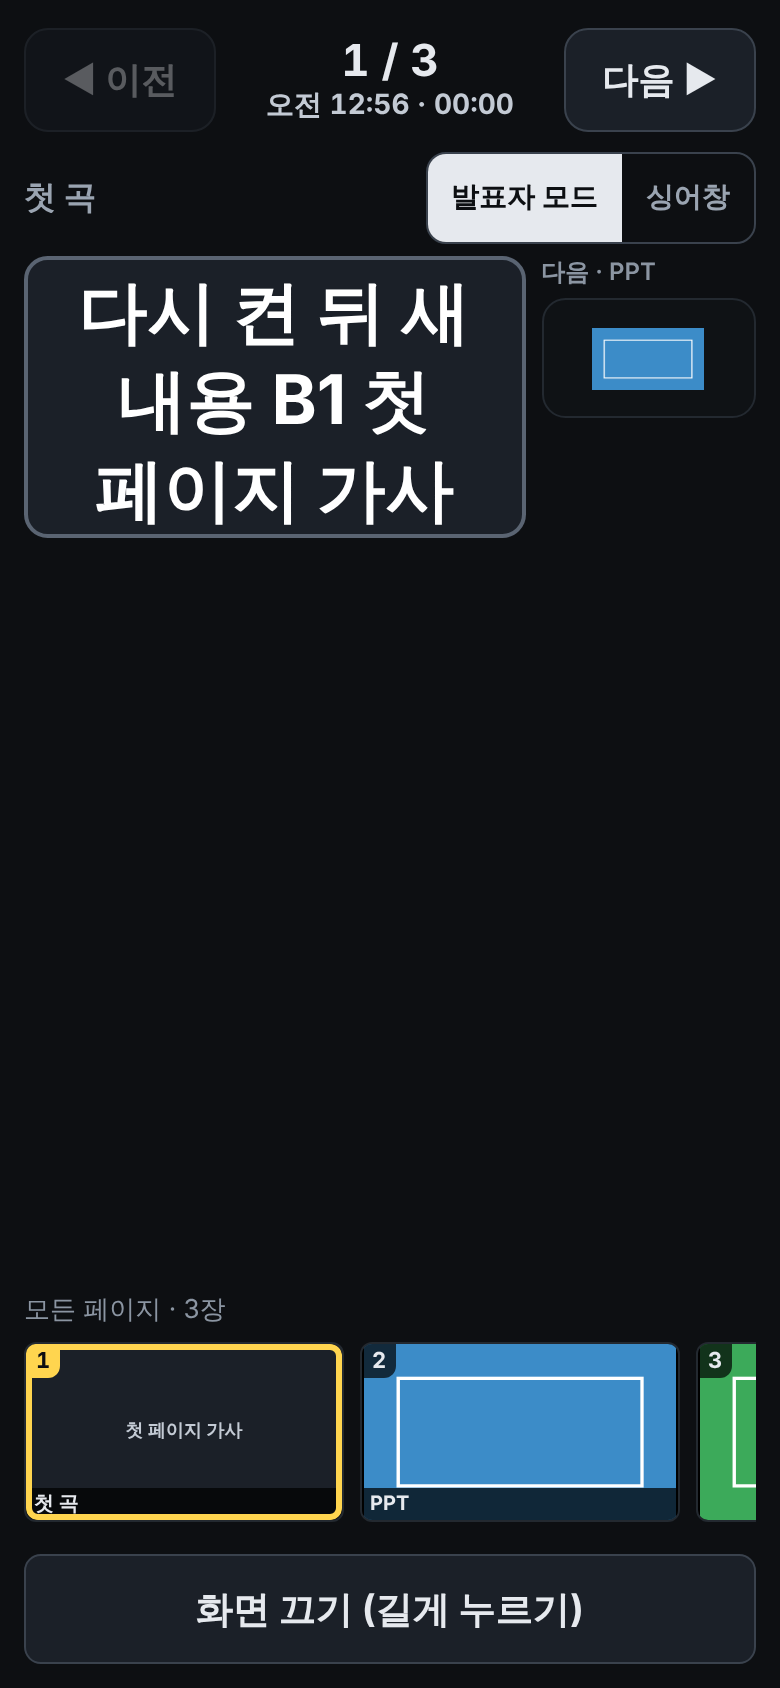 ◀ 이전
1 / 3
오전 12:56 · 00:00
다음 ▶
첫 곡
발표자 모드
싱어창
다시 켠 뒤 새
내용 B1 첫
페이지 가사
다음 · PPT
모든 페이지 · 3장
1
첫 페이지 가사
첫 곡
2
PPT
3
화면 끄기 (길게 누르기)